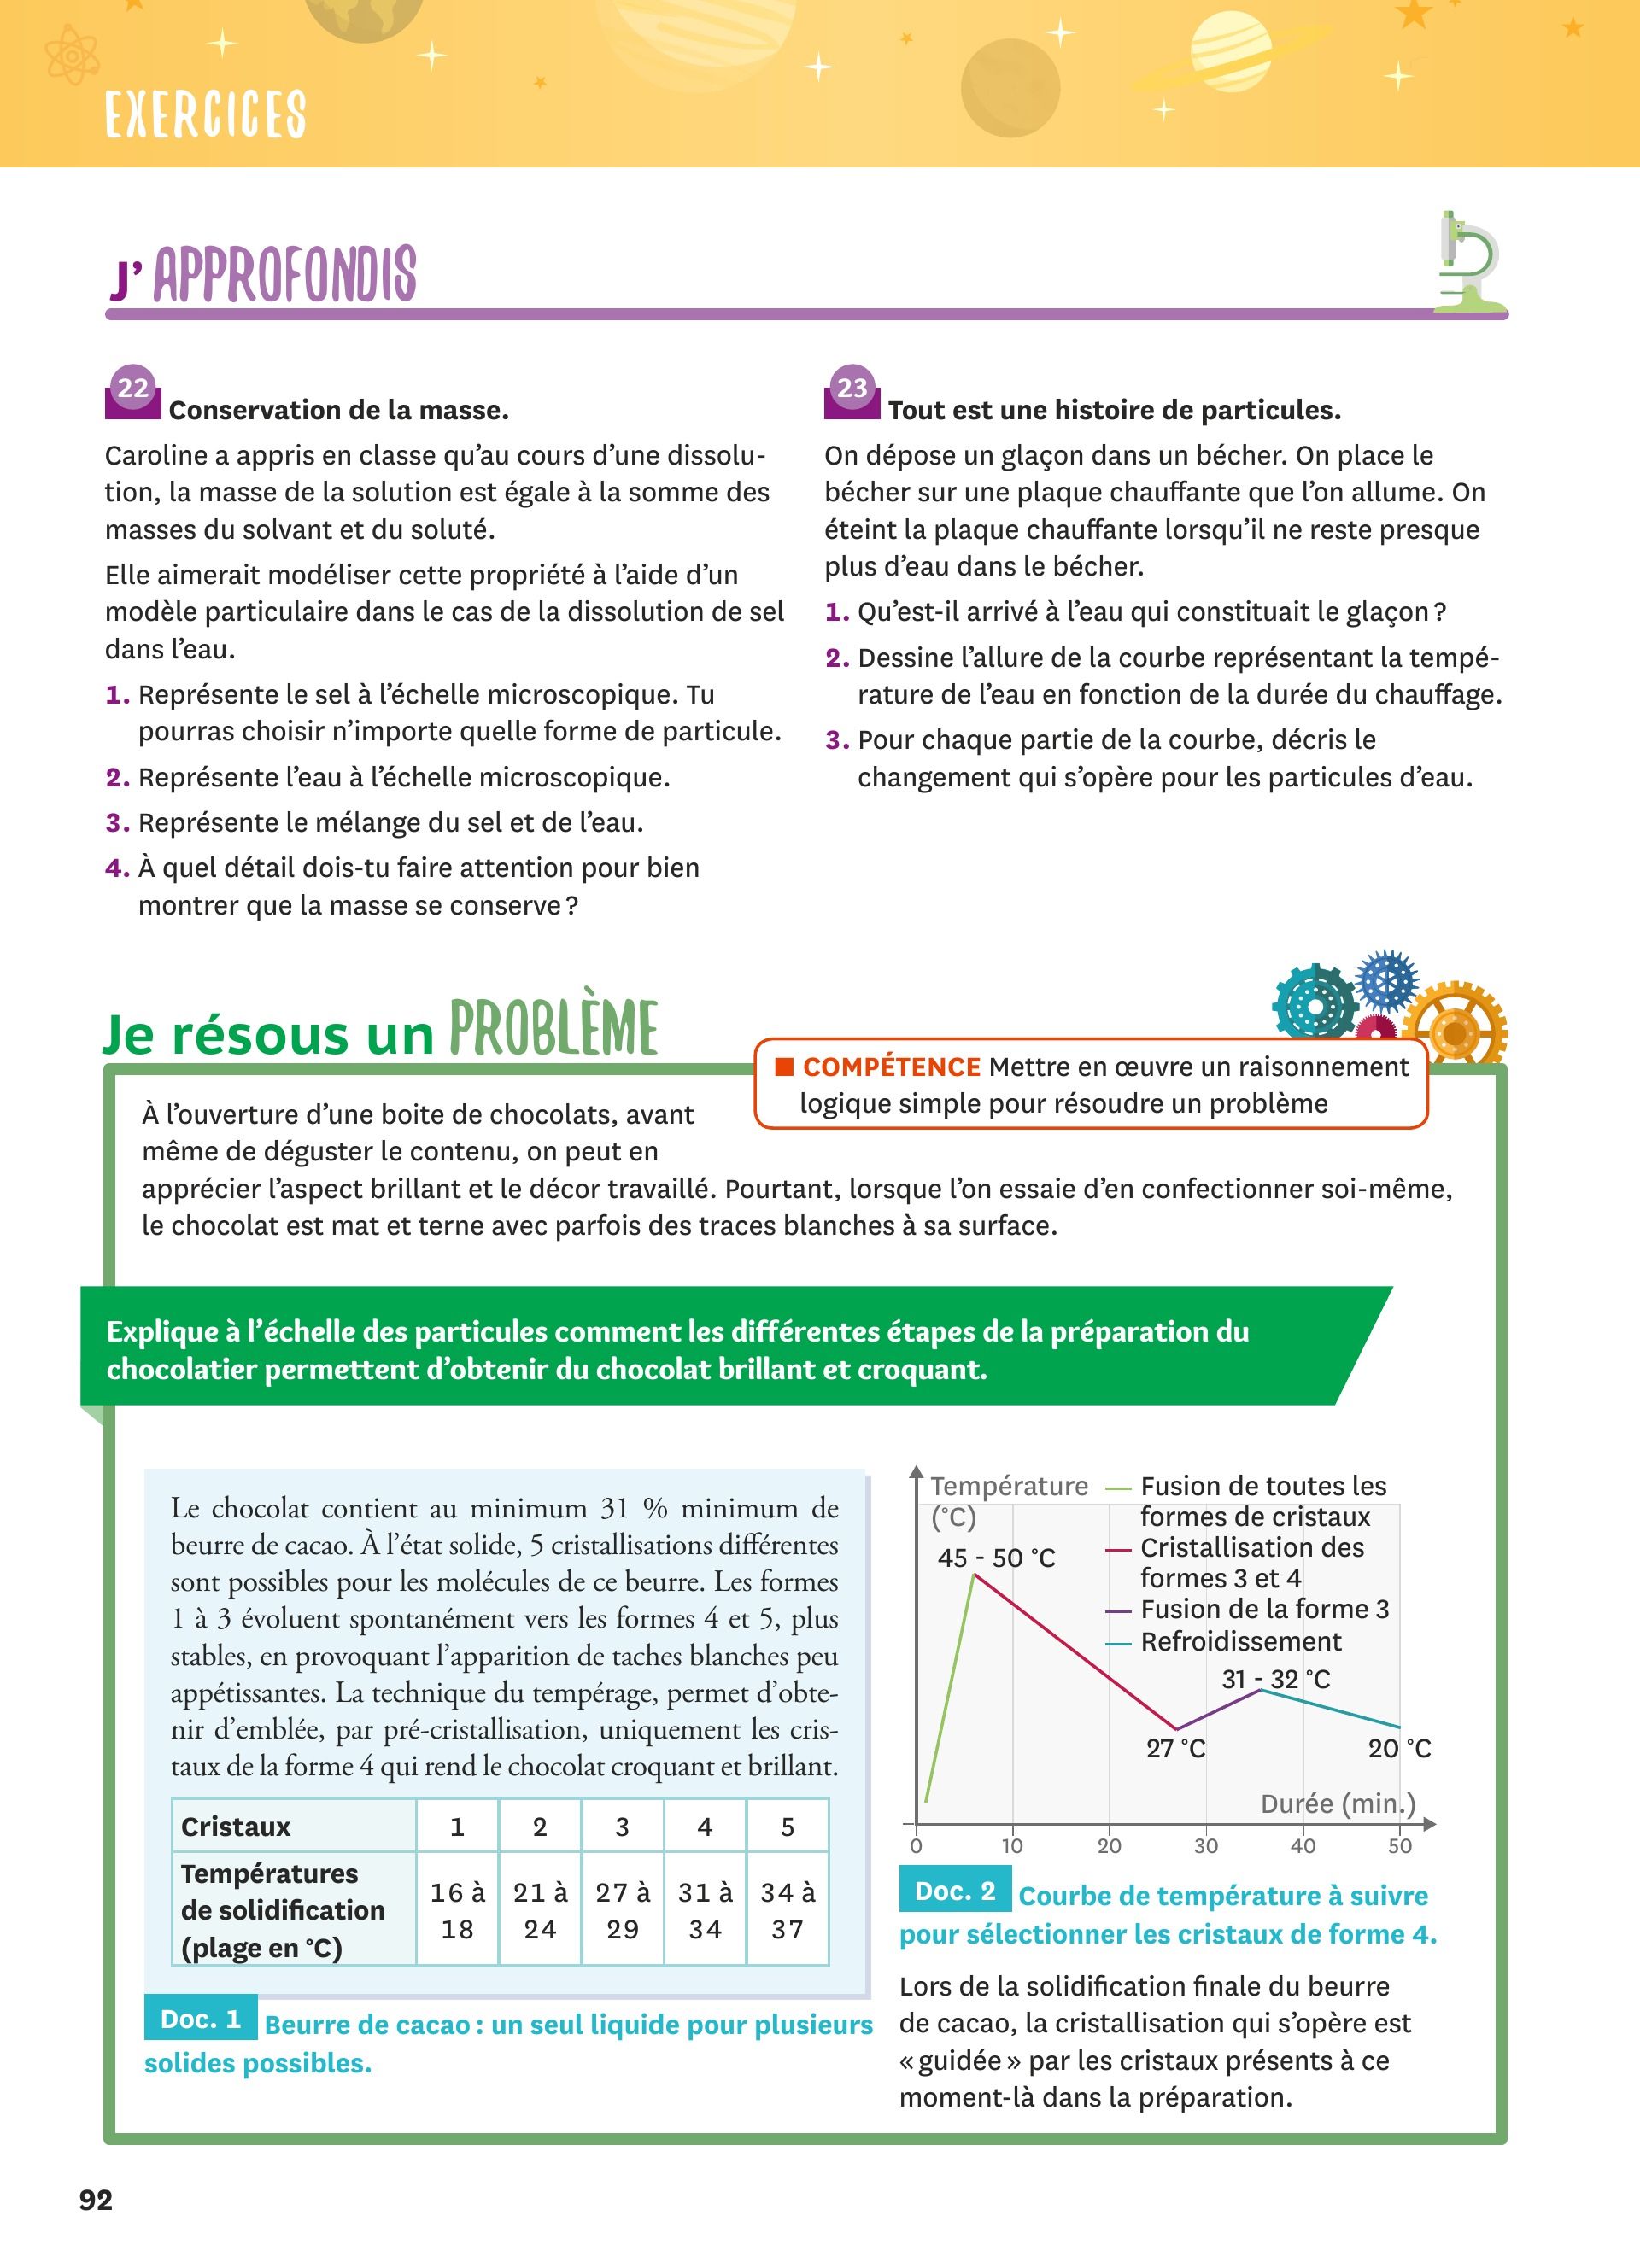 EXERCICES
J’APPROFONDIS
22 Conservation de la masse.
Caroline a appris en classe qu’au cours d’une dissolu-
tion, la masse de la solution est égale à la somme des
masses du solvant et du soluté.
Elle aimerait modéliser cette propriété à l’aide d’un
modèle particulaire dans le cas de la dissolution de sel
dans l’eau.
1. Représente le sel à l’échelle microscopique. Tu
pourras choisir n’importe quelle forme de particule.
2. Représente l’eau à l’échelle microscopique.
3. Représente le mélange du sel et de l’eau.
4. À quel détail dois-tu faire attention pour bien
montrer que la masse se conserve ?
23 Tout est une histoire de particules.
On dépose un glaçon dans un bécher. On place le
bécher sur une plaque chauffante que l’on allume. On
éteint la plaque chauffante lorsqu’il ne reste presque
plus d’eau dans le bécher.
1. Qu’est-il arrivé à l’eau qui constituait le glaçon ?
2. Dessine l’allure de la courbe représentant la tempé-
rature de l’eau en fonction de la durée du chauffage.
3. Pour chaque partie de la courbe, décris le
changement qui s’opère pour les particules d’eau.
Je résous un PROBLÈME
COMPÉTENCE Mettre en œuvre un raisonnement
logique simple pour résoudre un problème
À l’ouverture d’une boite de chocolats, avant
même de déguster le contenu, on peut en
apprécier l’aspect brillant et le décor travaillé. Pourtant, lorsque l’on essaie d’en confectionner soi-même,
le chocolat est mat et terne avec parfois des traces blanches à sa surface.
Explique à l’échelle des particules comment les différentes étapes de la préparation du
chocolatier permettent d’obtenir du chocolat brillant et croquant.
Le chocolat contient au minimum 31 % minimum de
beurre de cacao. À l’état solide, 5 cristallisations différentes
sont possibles pour les molécules de ce beurre. Les formes
1 à 3 évoluent spontanément vers les formes 4 et 5, plus
stables, en provoquant l’apparition de taches blanches peu
appétissantes. La technique du tempérage, permet d’obte-
nir d’emblée, par pré-cristallisation, uniquement les cris-
taux de la forme 4 qui rend le chocolat croquant et brillant.
Cristaux 1 2 3 4 5
Températures
de solidification
(plage en °C)
16 à 21 à 27 à 31 à 34 à
18 24 29 34 37
Doc. 1 Beurre de cacao : un seul liquide pour plusieurs
solides possibles.
Température
(°C)
Fusion de toutes les
formes de cristaux
Cristallisation des
formes 3 et 4
Fusion de la forme 3
Refroidissement
45 - 50 °C
31 - 32 °C
27 °C
20 °C
Durée (min.)
0 10 20 30 40 50
Doc. 2 Courbe de température à suivre
pour sélectionner les cristaux de forme 4.
Lors de la solidification finale du beurre
de cacao, la cristallisation qui s’opère est
« guidée » par les cristaux présents à ce
moment-là dans la préparation.
92